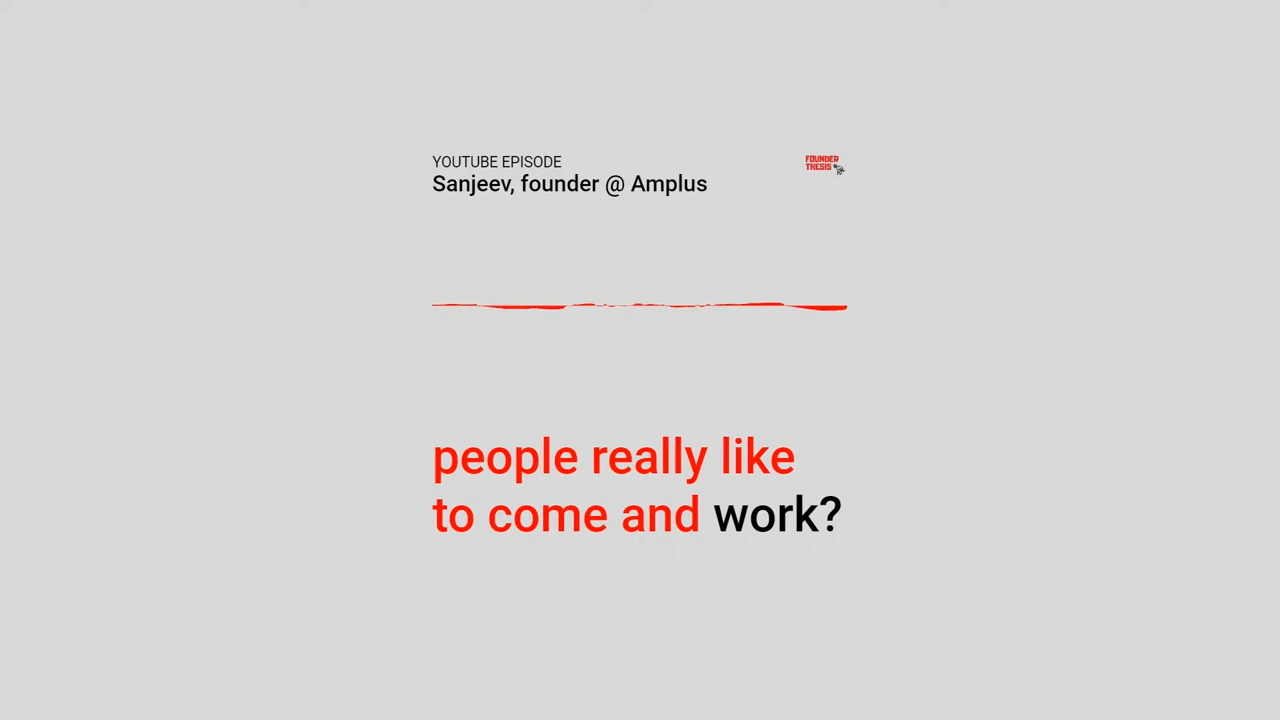 YOUTUBE EPISODE
Sanjeev, founder @ Amplus
FOUNDER
THESIS
people really like
to come and work?